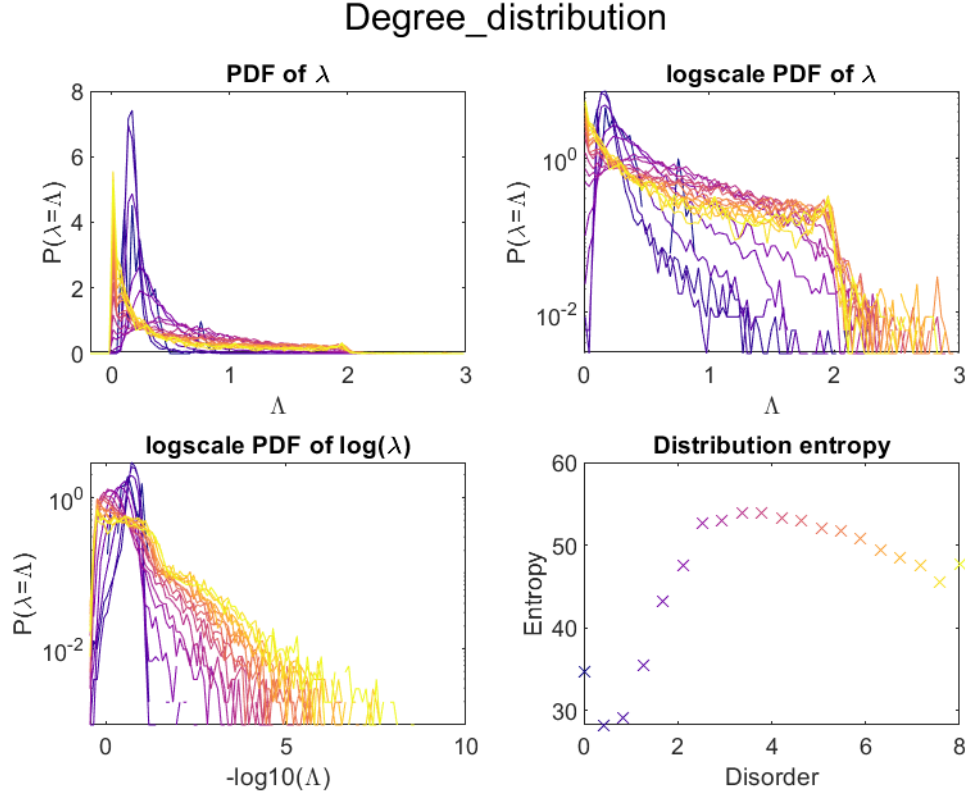 Degree_distribution
PDF of λ
8
6
4
2
0
P(λ=Λ)
0 1 2 3
Λ
logscale PDF of λ
10^0
10^-2
P(λ=Λ)
0 1 2 3
Λ
logscale PDF of log(λ)
10^0
10^-2
P(λ=Λ)
0 5 10
-log10(Λ)
Distribution entropy
60
50
40
30
Entropy
0 2 4 6 8
Disorder